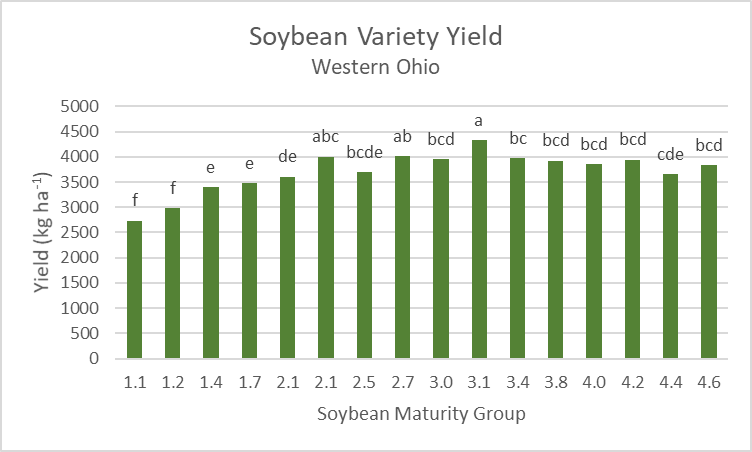 Soybean Variety Yield
Western Ohio
Yield (kg ha⁻¹)
5000
4500
4000
3500
3000
2500
2000
1500
1000
500
0
f f e e de abc bcde ab bcd a bc bcd bcd bcd cde bcd
1.1 1.2 1.4 1.7 2.1 2.1 2.5 2.7 3.0 3.1 3.4 3.8 4.0 4.2 4.4 4.6
Soybean Maturity Group